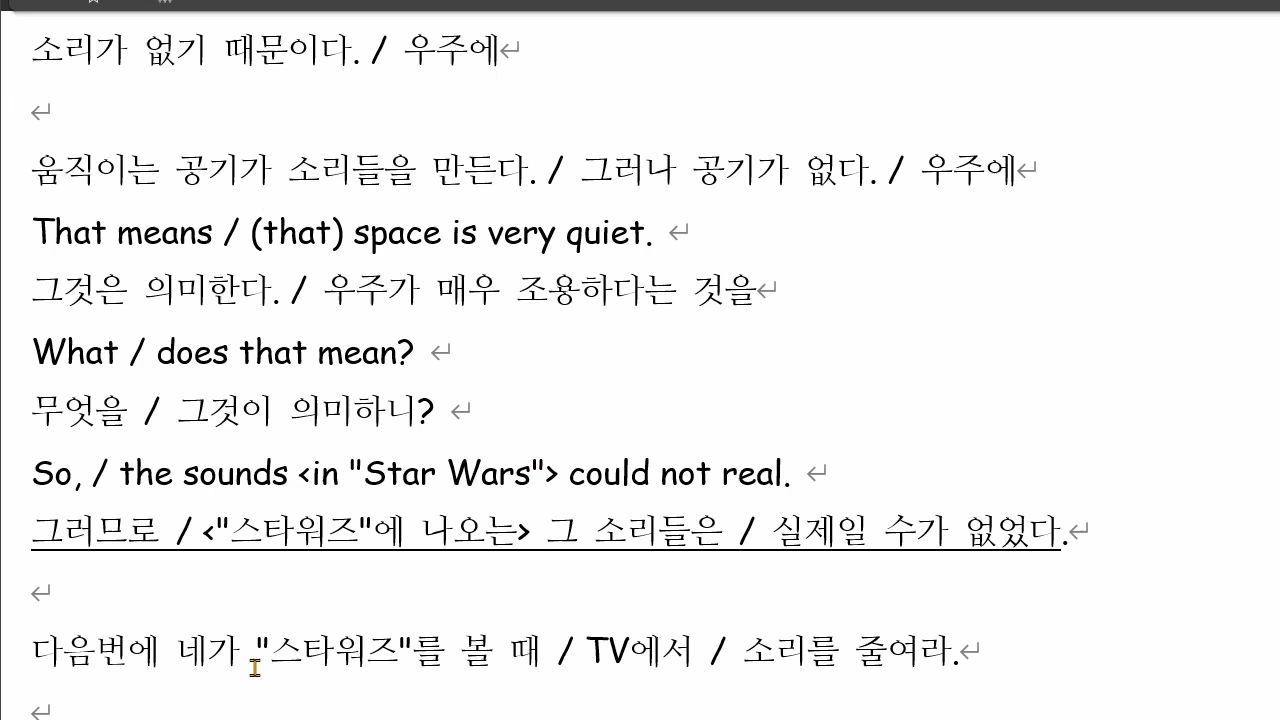 소리가 없기 때문이다. / 우주에↵
↵
움직이는 공기가 소리들을 만든다. / 그러나 공기가 없다. / 우주에↵
That means / (that) space is very quiet. ↵
그것은 의미한다. / 우주가 매우 조용하다는 것을↵
What / does that mean? ↵
무엇을 / 그것이 의미하니? ↵
So, / the sounds <in "Star Wars"> could not real. ↵
그러므로 / <"스타워즈"에 나오는> 그 소리들은 / 실제일 수가 없었다.↵
↵
다음번에 네가 "스타워즈"를 볼 때 / TV에서 / 소리를 줄여라.↵
↵